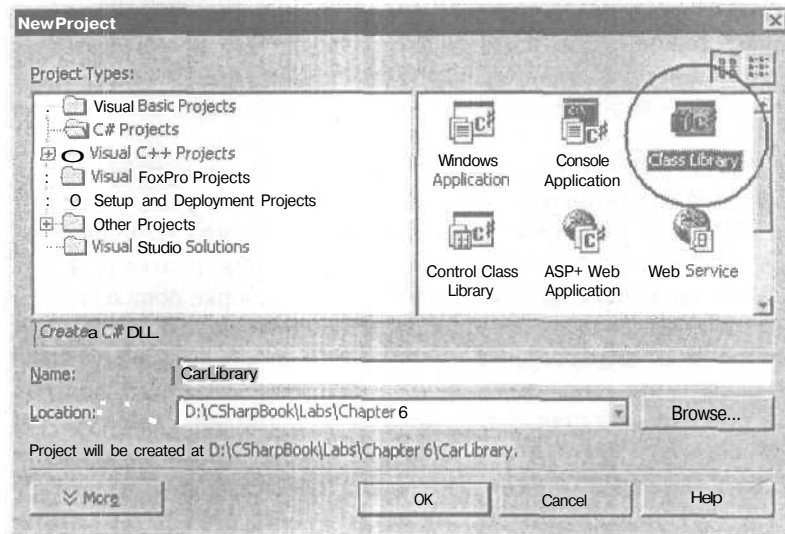 NewProject
Project Types:
Visual Basic Projects
C# Projects
Visual C++ Projects
Visual FoxPro Projects
Setup and Deployment Projects
Other Projects
Visual Studio Solutions
Windows Application
Console Application
Class Library
Control Class Library
ASP+ Web Application
Web Service
Create a C# DLL
Name:
CarLibrary
Location:
D:\CSharpBook\Labs\Chapter 6
Browse...
Project will be created at D:\CSharpBook\Labs\Chapter 6\CarLibrary.
More
OK
Cancel
Help